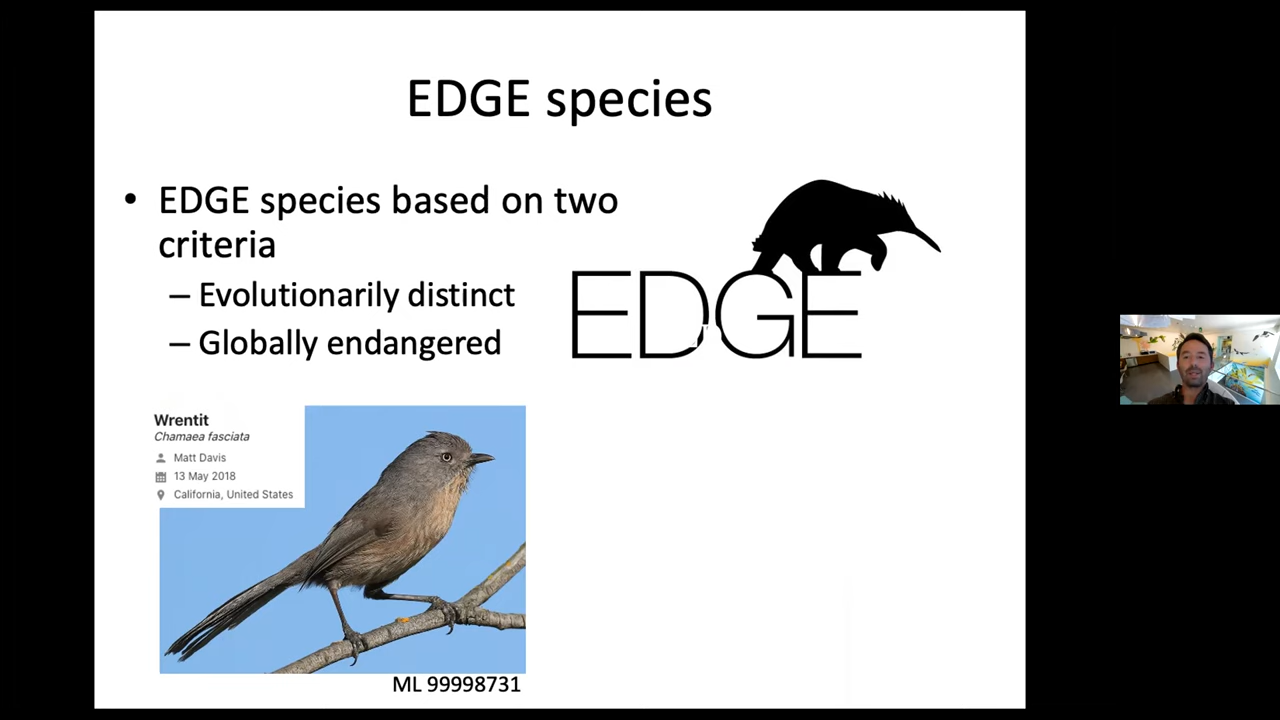 EDGE species
• EDGE species based on two
criteria
– Evolutionarily distinct
– Globally endangered
EDGE
Wrentit
Chamaea fasciata
Matt Davis
13 May 2018
California, United States
ML 99998731